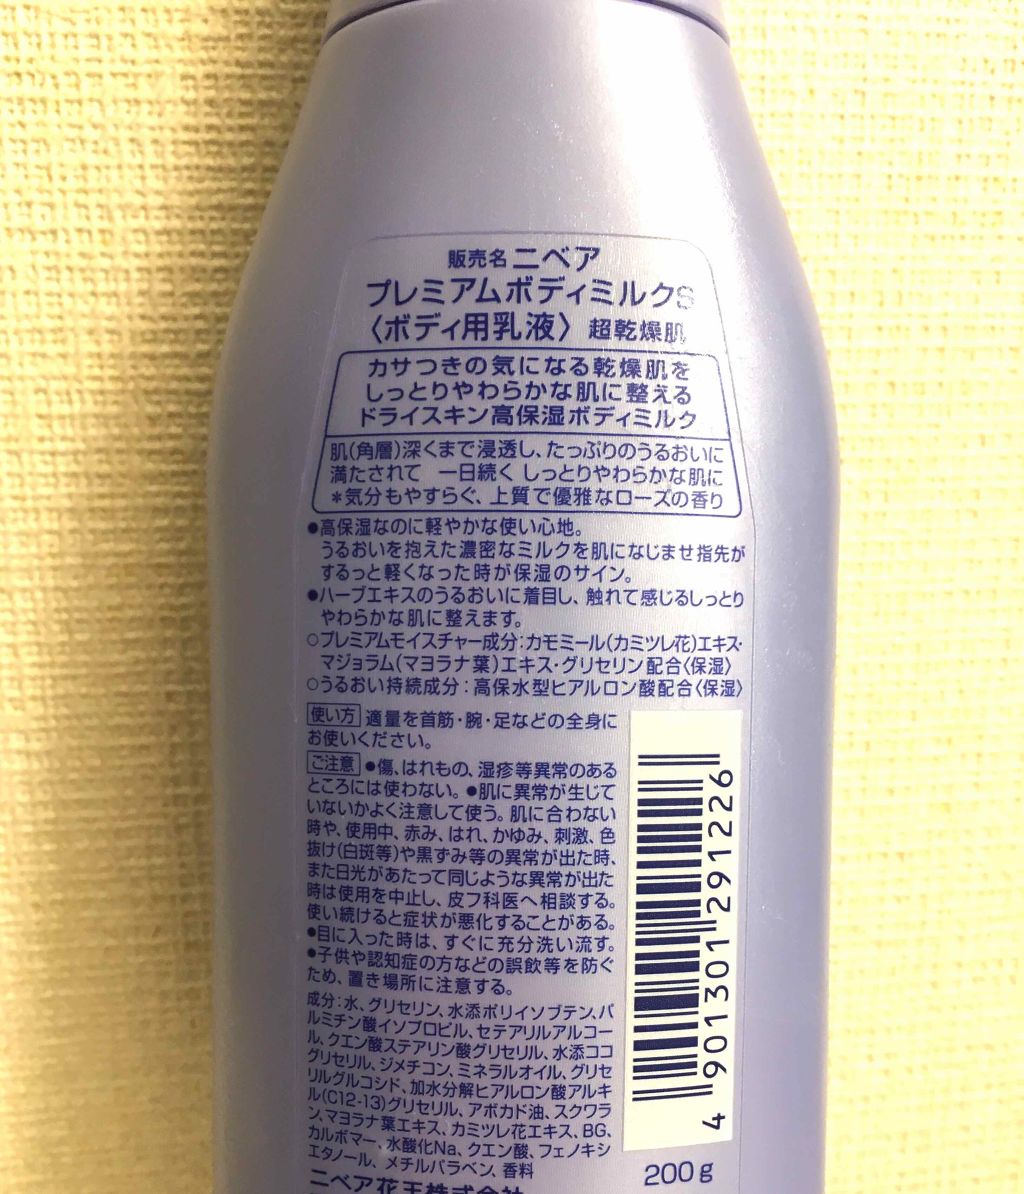 販売名 ニベア
プレミアムボディミルクS
〈ボディ用乳液〉 超乾燥肌
カサつきの気になる乾燥肌を
しっとりやわらかな肌に整える
ドライスキン高保湿ボディミルク
肌(角層)深くまで浸透し、たっぷりのうるおいに
満たされて 一日続く しっとりやわらかな肌に
*気分もやすらぐ、上質で優雅なローズの香り
●高保湿なのに軽やかな使い心地。
うるおいを抱えた濃密なミルクを肌になじませ指先が
するっと軽くなった時が保湿のサイン。
●ハーブエキスのうるおいに着目し、触れて感じるしっとり
やわらかな肌に整えます。
○プレミアムモイスチャー成分:カモミール(カミツレ花)エキス・
マジョラム(マヨラナ葉)エキス・グリセリン配合〈保湿〉
○うるおい持続成分:高保水型ヒアルロン酸配合〈保湿〉
使い方 適量を首筋・腕・足などの全身に
お使いください。
ご注意 ●傷、はれもの、湿疹等異常のある
ところには使わない。●肌に異常が生じて
いないかよく注意して使う。肌に合わない
時や、使用中、赤み、はれ、かゆみ、刺激、色
抜け(白斑等)や黒ずみ等の異常が出た時、
また日光があたって同じような異常が出た
時は使用を中止し、皮フ科医へ相談する。
使い続けると症状が悪化することがある。
●目に入った時は、すぐに充分洗い流す。
●子供や認知症の方などの誤飲等を防ぐ
ため、置き場所に注意する。
成分:水、グリセリン、水添ポリイソブテン、パ
ルミチン酸イソプロピル、セテアリルアルコー
ル、クエン酸ステアリン酸グリセリル、水添ココ
グリセリル、ジメチコン、ミネラルオイル、グリセ
リルグルコシド、加水分解ヒアルロン酸アルキ
ル(C12-13)グリセリル、アボカド油、スクワラ
ン、マヨラナ葉エキス、カミツレ花エキス、BG、
カルボマー、水酸化Na、クエン酸、フェノキシ
エタノール、メチルパラベン、香料
ニベア花王株式会社
4 901301 291226
200g